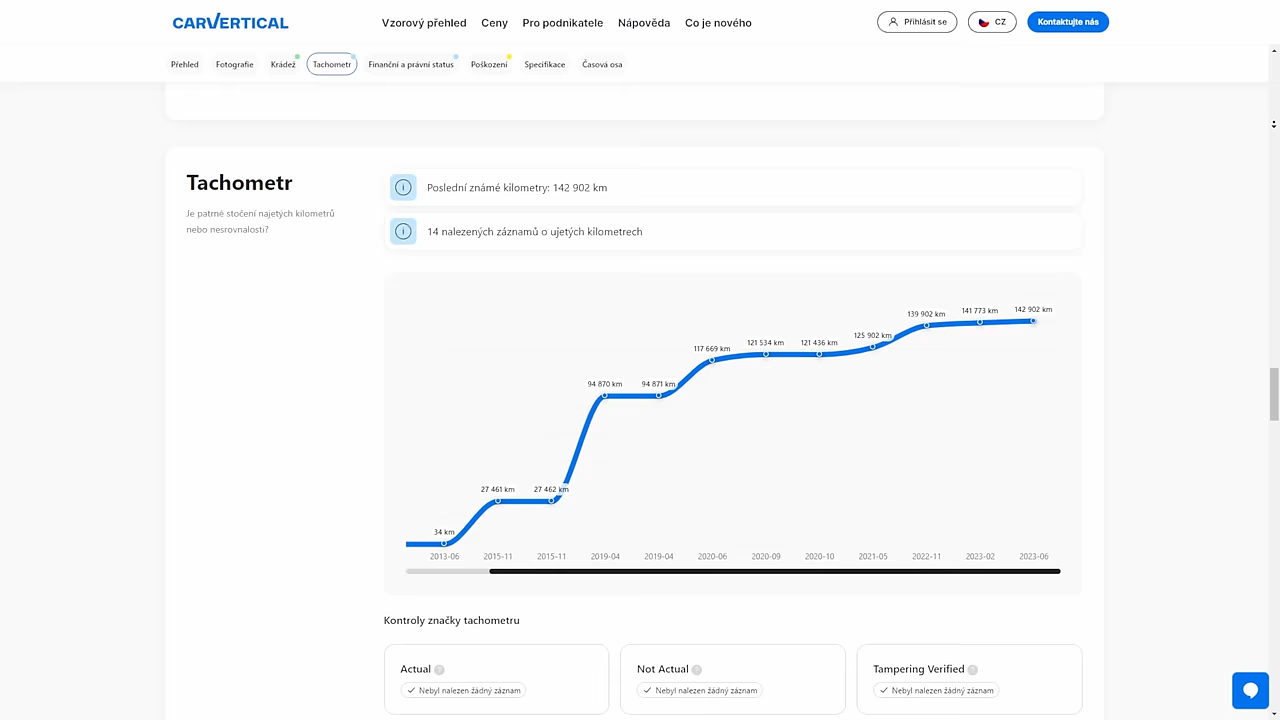 CARVERTICAL
Vzorový přehled Ceny Pro podnikatele Nápověda Co je nového
Přihlásit se CZ Kontaktujte nás
Přehled Fotografie Krádež Tachometr Finanční a právní status Poškození Specifikace Časová osa
Tachometr
Je patrné stočení najetých kilometrů
nebo nesrovnalosti?
Poslední známé kilometry: 142 902 km
14 nalezených záznamů o ujetých kilometrech
34 km
27 461 km
27 462 km
94 870 km
94 871 km
117 669 km
121 534 km
121 436 km
125 902 km
139 902 km
141 773 km
142 902 km
2013-06 2015-11 2015-11 2019-04 2019-04 2020-06 2020-09 2020-10 2021-05 2022-11 2023-02 2023-06
Kontroly značky tachometru
Actual ?
Nebyl nalezen žádný záznam
Not Actual ?
Nebyl nalezen žádný záznam
Tampering Verified ?
Nebyl nalezen žádný záznam